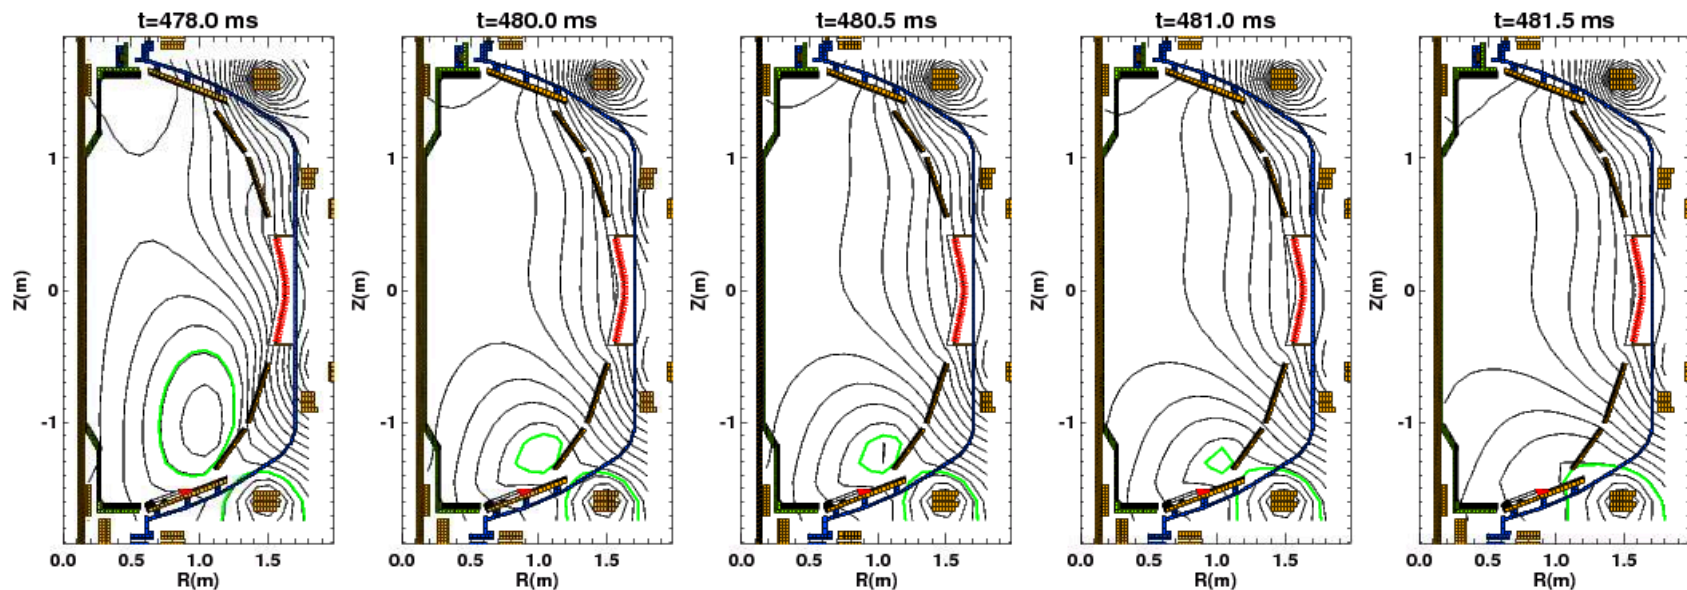 t=478.0 ms t=480.0 ms t=480.5 ms t=481.0 ms t=481.5 ms
1 1 1 1 1
Z(m) Z(m) Z(m) Z(m) Z(m)
0 0 0 0 0
-1 -1 -1 -1 -1
0.0 0.5 1.0 1.5 0.0 0.5 1.0 1.5 0.0 0.5 1.0 1.5 0.0 0.5 1.0 1.5 0.0 0.5 1.0 1.5
R(m) R(m) R(m) R(m) R(m)